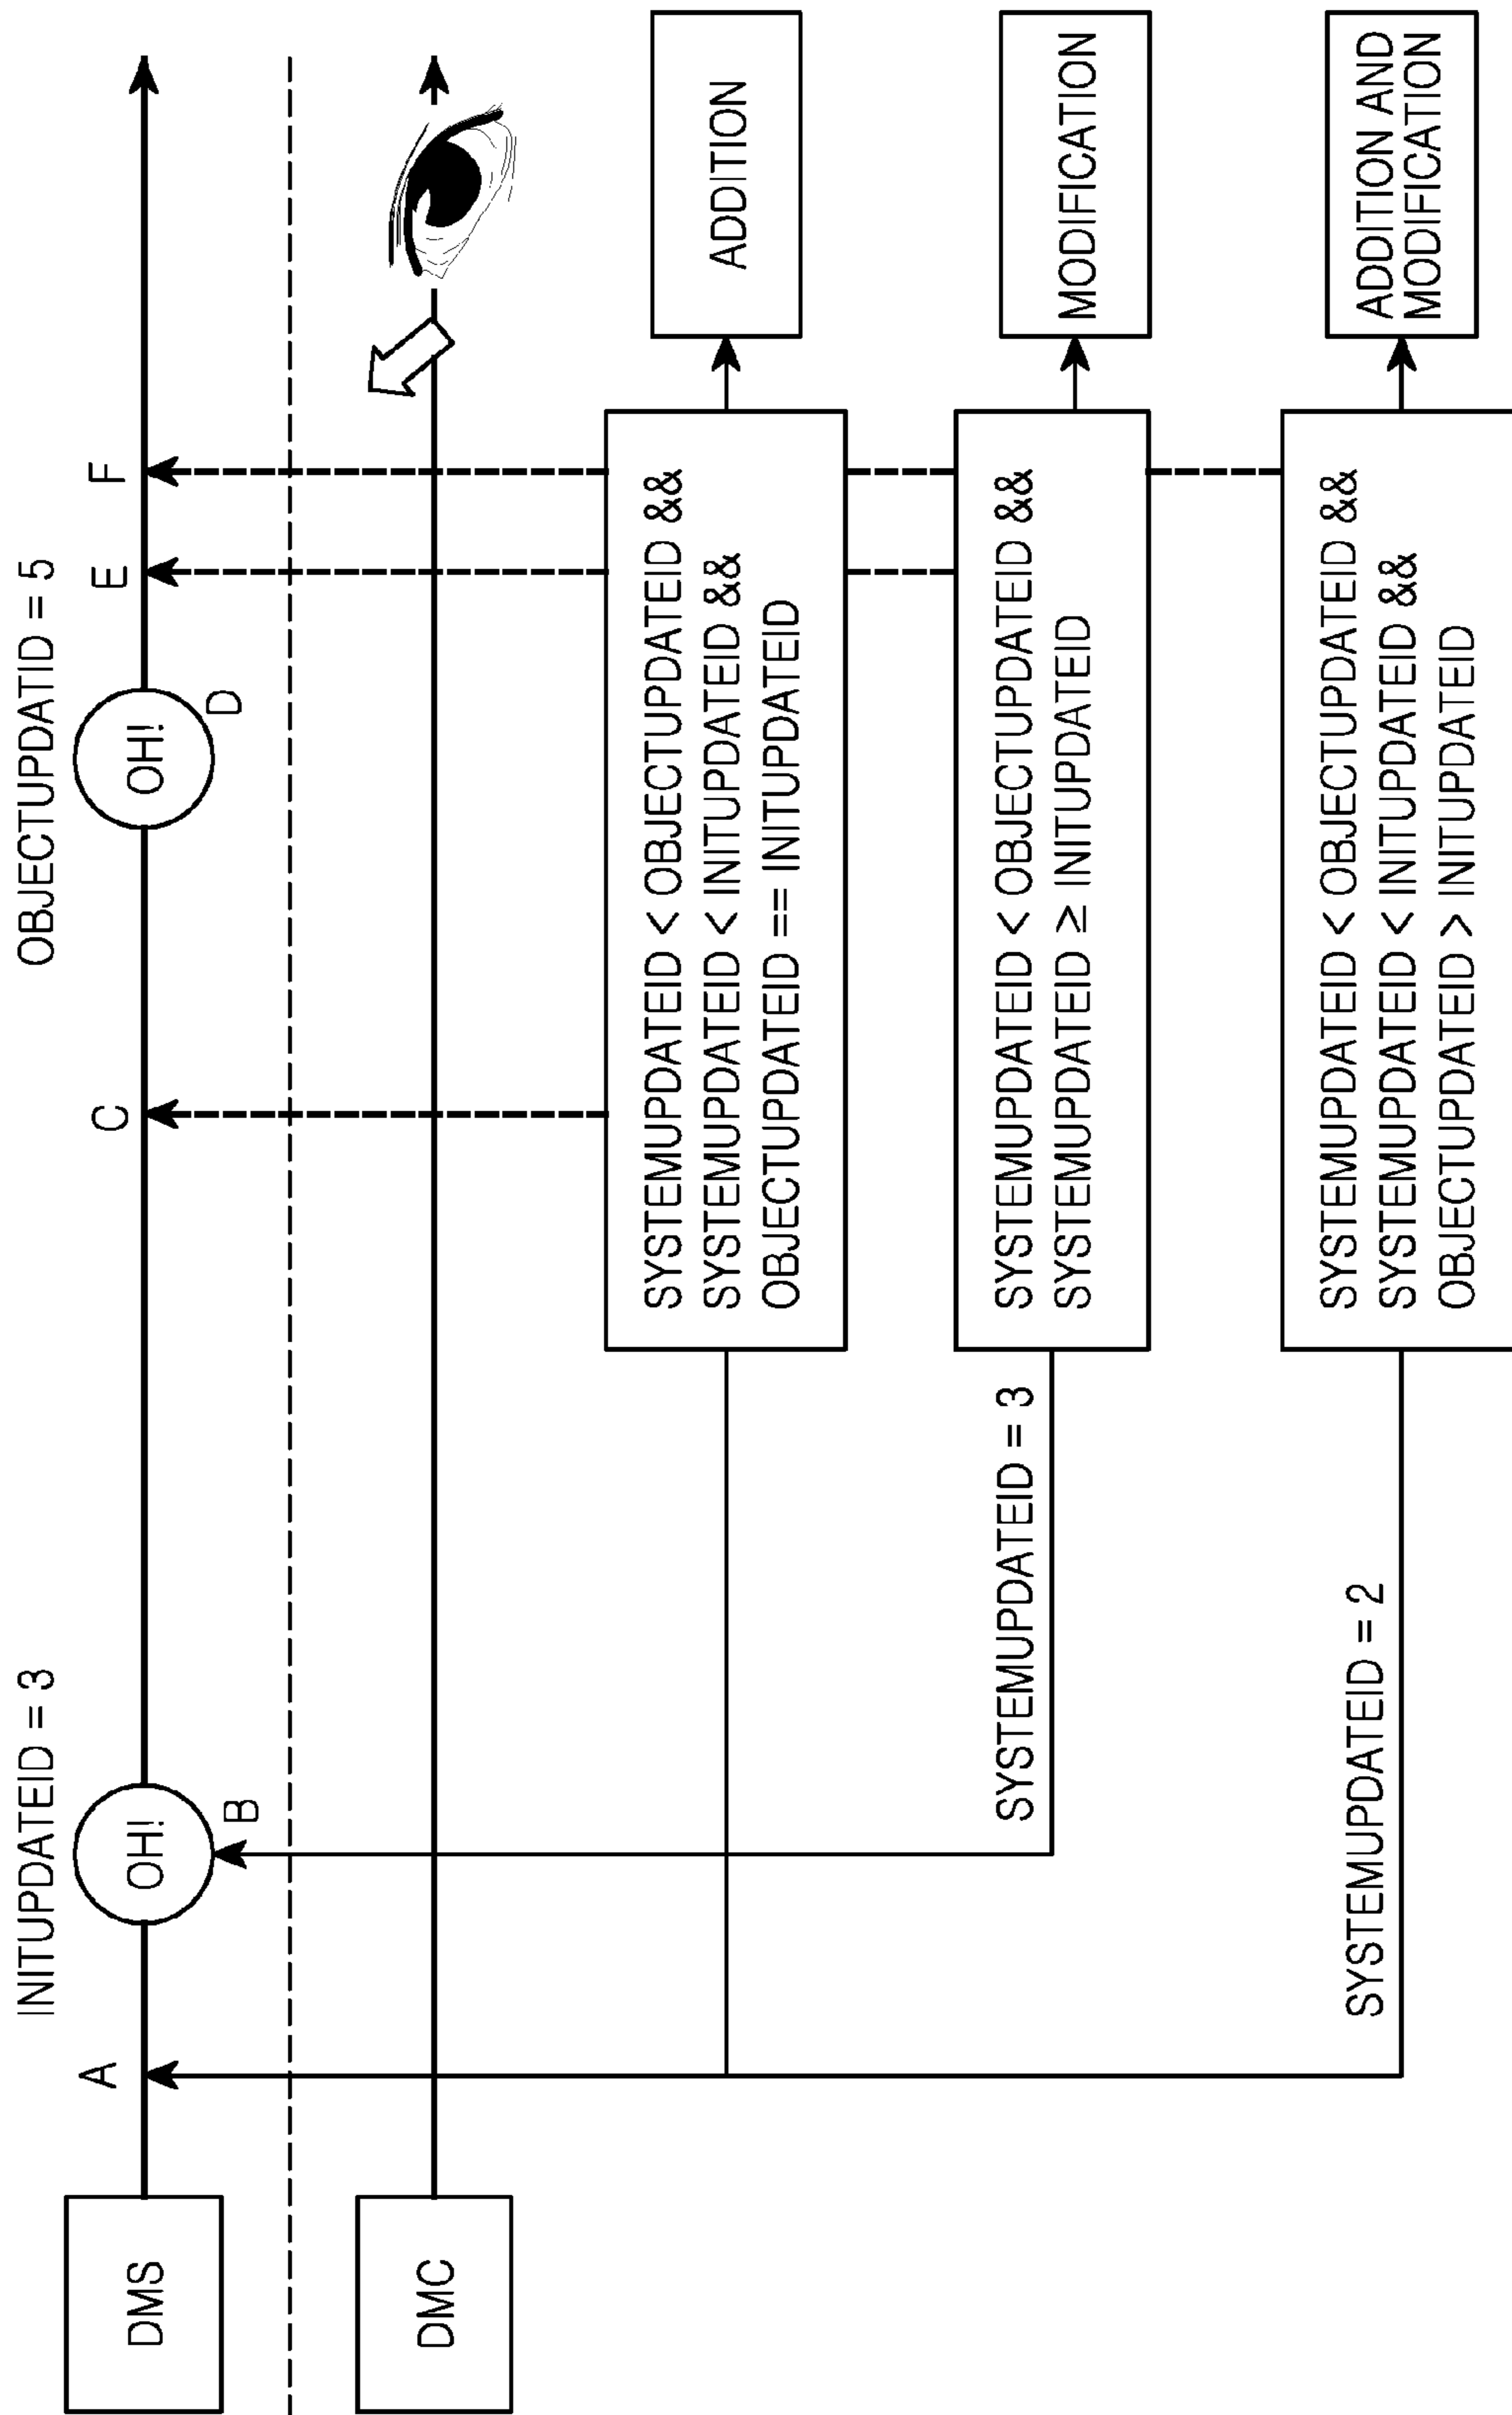 INITUPDATEID = 3
OBJECTUPDATID = 5
DMS
A
OH!
B
C
OH!
D
E
F
DMC
SYSTEMUPDATEID < OBJECTUPDATEID &&
SYSTEMUPDATEID < INITUPDATEID &&
OBJECTUPDATEID == INITUPDATEID
ADDITION
SYSTEMUPDATEID = 3
SYSTEMUPDATEID < OBJECTUPDATEID &&
SYSTEMUPDATEID ≥ INITUPDATEID
MODIFICATION
SYSTEMUPDATEID = 2
SYSTEMUPDATEID < OBJECTUPDATEID &&
SYSTEMUPDATEID < INITUPDATEID &&
OBJECTUPDATEID > INITUPDATEID
ADDITION AND
MODIFICATION